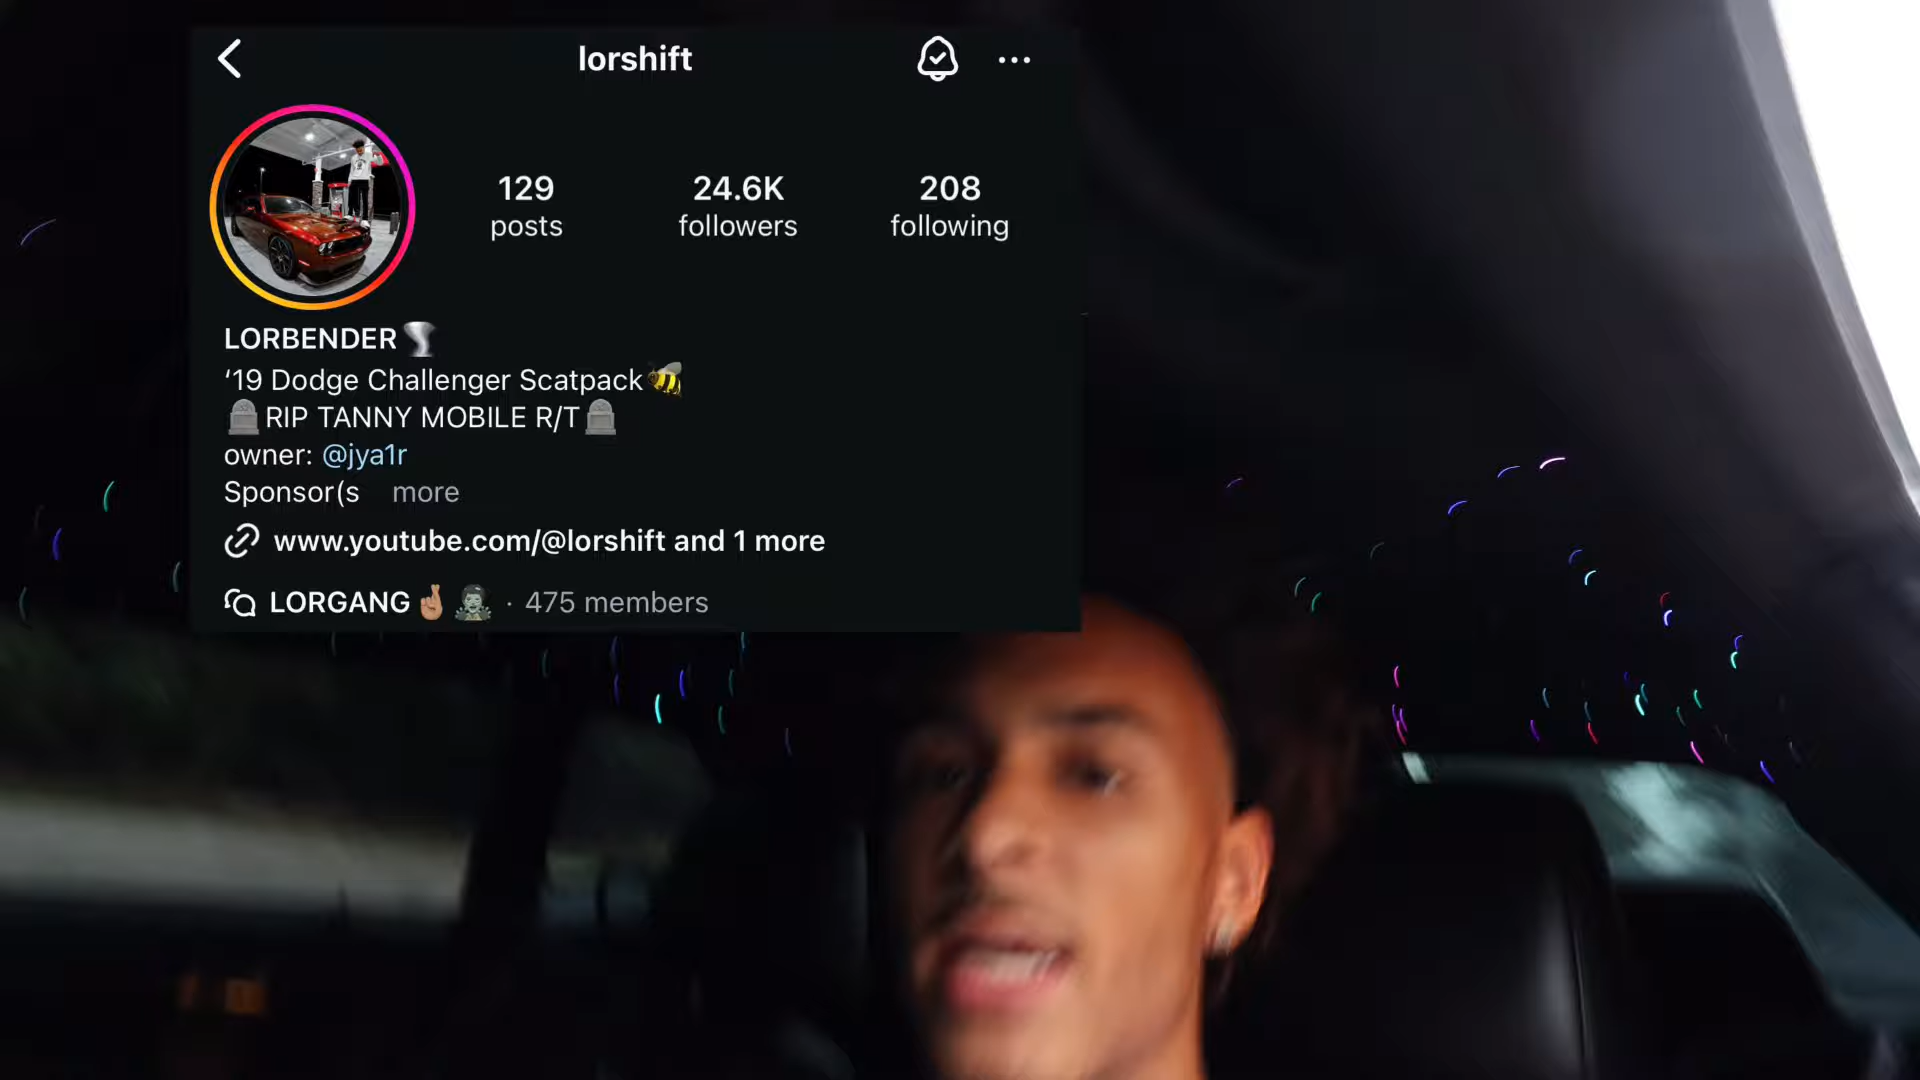 lorshift
129
posts
24.6K
followers
208
following
LORBENDER🌪️
‘19 Dodge Challenger Scatpack🐝
🪦RIP TANNY MOBILE R/T🪦
owner: @jya1r
Sponsor(s more
www.youtube.com/@lorshift and 1 more
LORGANG🤞🏽🧟 · 475 members